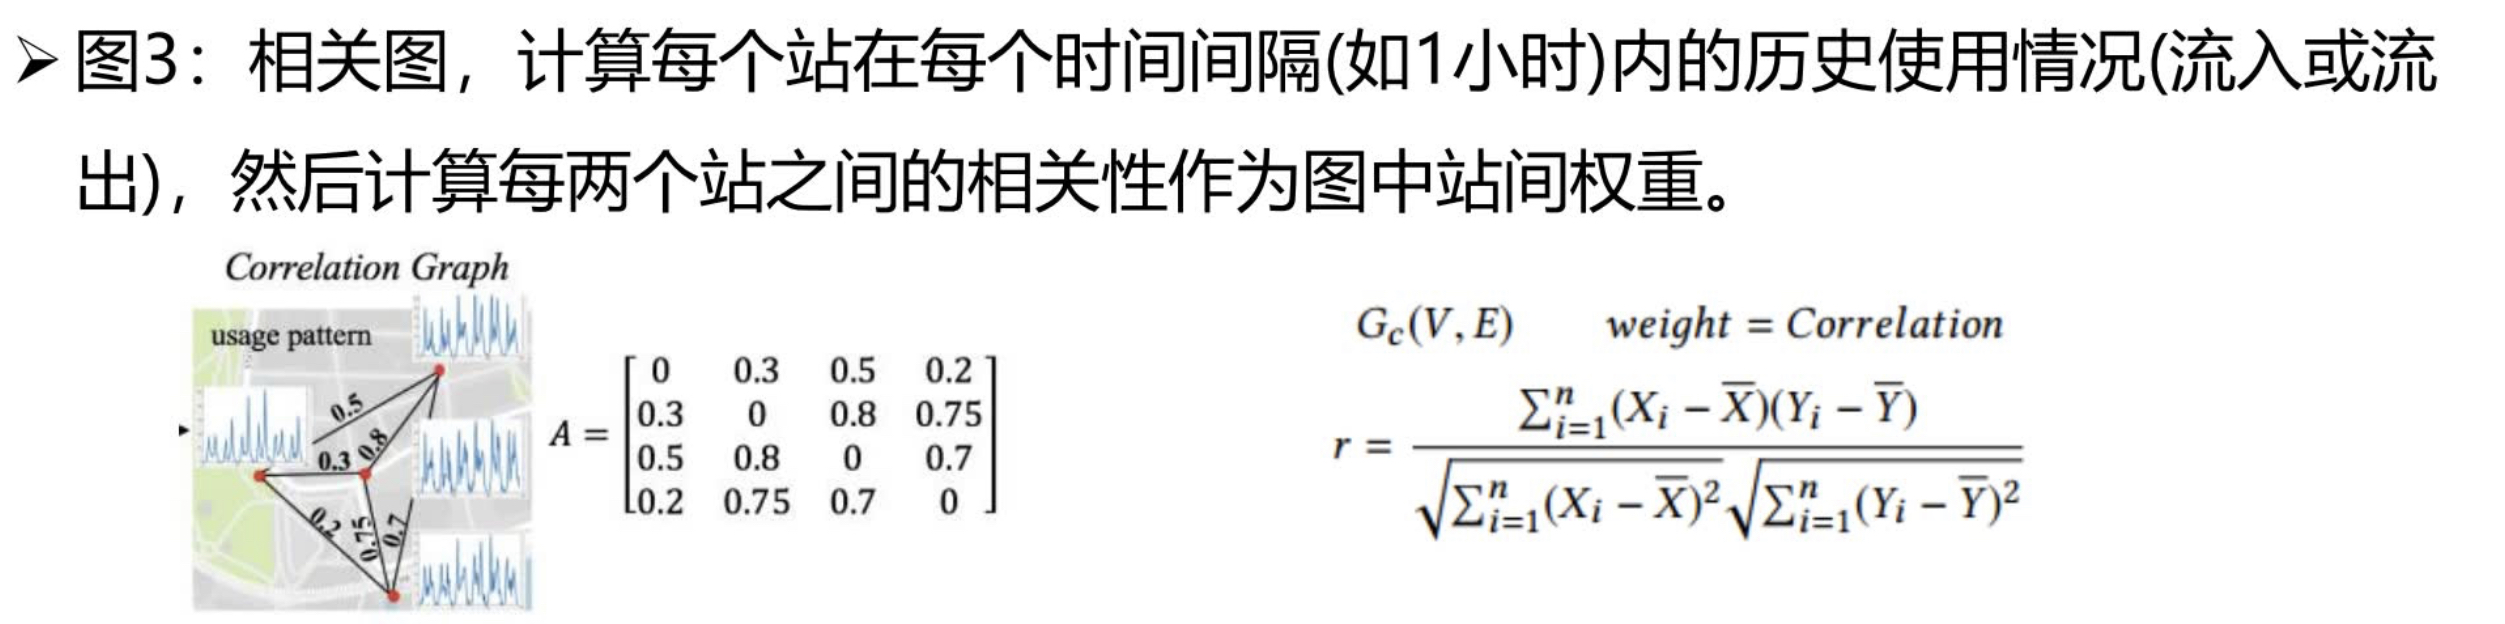 ➢ 图3：相关图，计算每个站在每个时间间隔(如1小时)内的历史使用情况(流入或流
出)，然后计算每两个站之间的相关性作为图中站间权重。
Correlation Graph
usage pattern
0.5
0.8
0.3
0.2
0.75
0.7
A =
0 0.3 0.5 0.2
0.3 0 0.8 0.75
0.5 0.8 0 0.7
0.2 0.75 0.7 0
G_c(V, E) weight = Correlation
r = \frac{\sum_{i=1}^{n}(X_i - \overline{X})(Y_i - \overline{Y})}{\sqrt{\sum_{i=1}^{n}(X_i - \overline{X})^2}\sqrt{\sum_{i=1}^{n}(Y_i - \overline{Y})^2}}